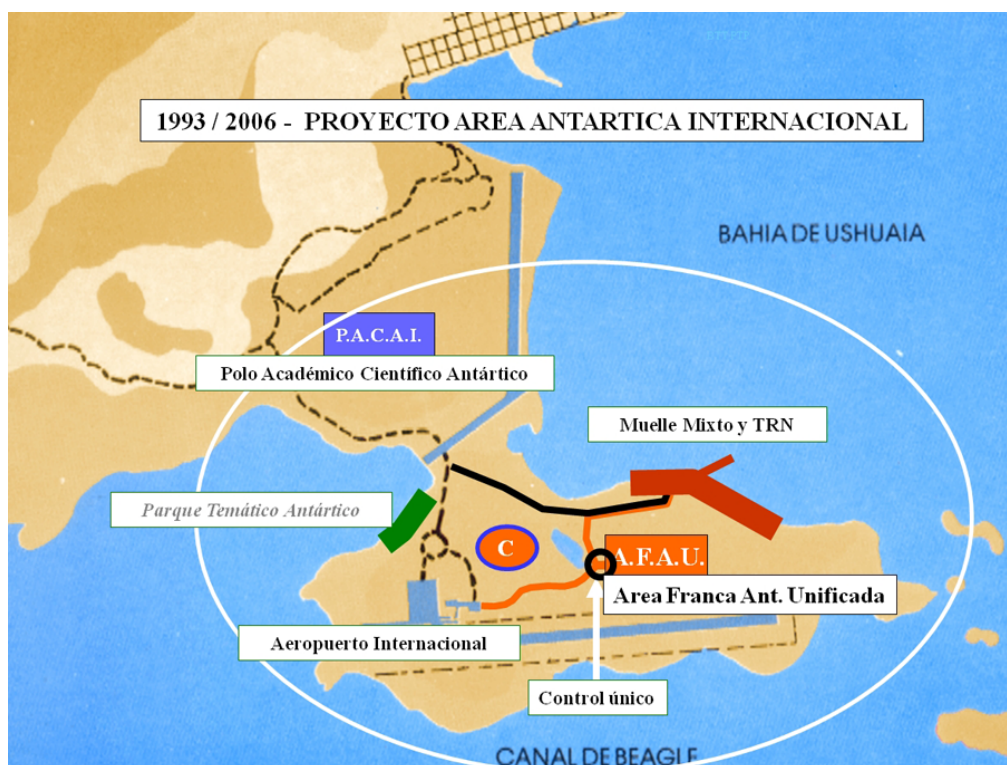 1993 / 2006 - PROYECTO AREA ANTARTICA INTERNACIONAL
BAHIA DE USHUAIA
P.A.C.A.I.
Polo Académico Científico Antártico
Muelle Mixto y TRN
Parque Temático Antártico
C
A.F.A.U.
Area Franca Ant. Unificada
Aeropuerto Internacional
Control único
CANAL DE BEAGLE